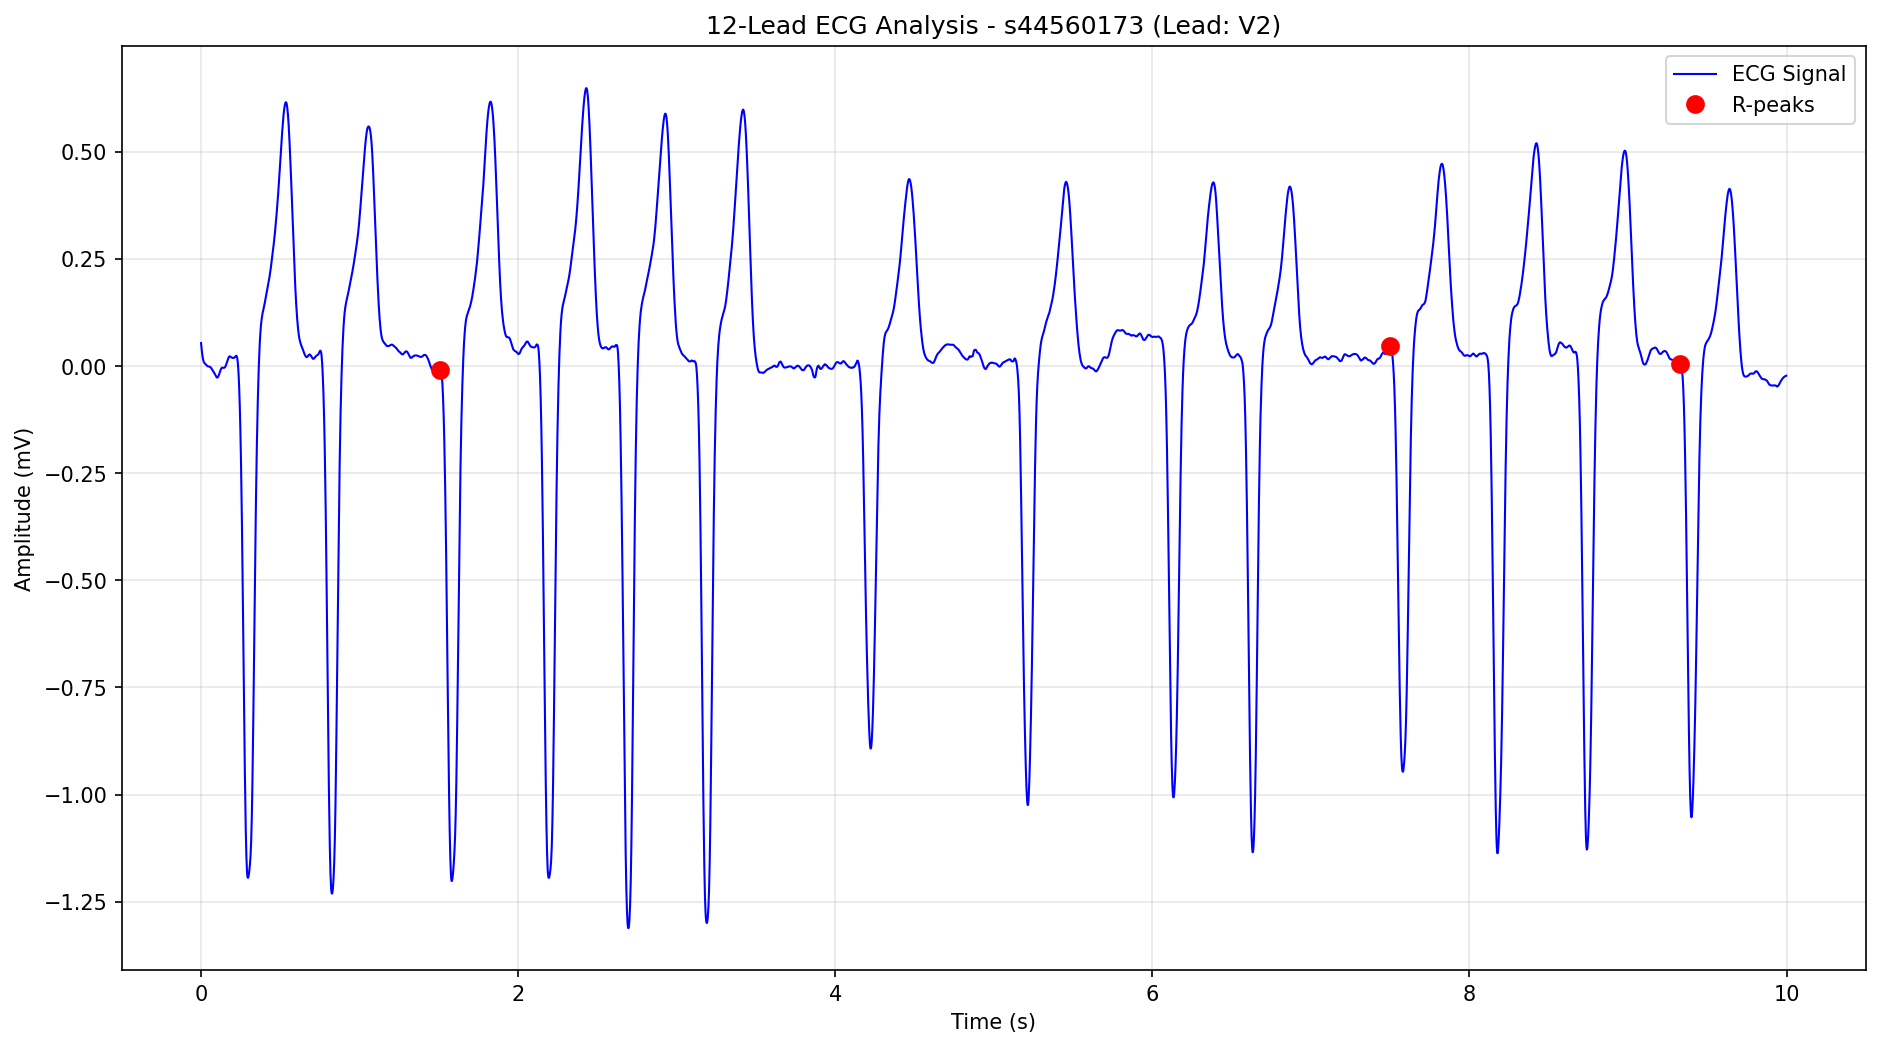 12-Lead ECG Analysis - s44560173 (Lead: V2)
ECG Signal
R-peaks
Amplitude (mV)
0.50
0.25
0.00
−0.25
−0.50
−0.75
−1.00
−1.25
0 2 4 6 8 10
Time (s)